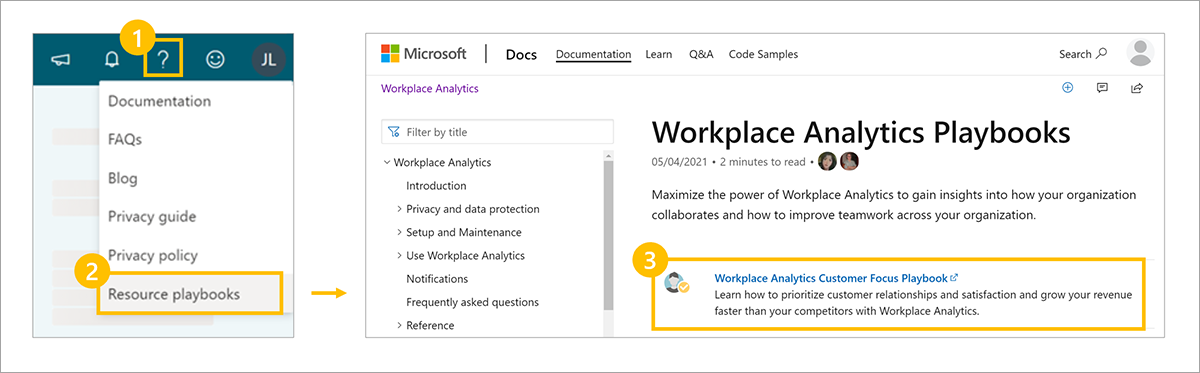 1
?
JL
Documentation
FAQs
Blog
Privacy guide
Privacy policy
2
Resource playbooks
Microsoft
Docs
Documentation
Learn
Q&A
Code Samples
Search
Workplace Analytics
Filter by title
Workplace Analytics
Introduction
Privacy and data protection
Setup and Maintenance
Use Workplace Analytics
Notifications
Frequently asked questions
Reference
Workplace Analytics Playbooks
05/04/2021 • 2 minutes to read •
Maximize the power of Workplace Analytics to gain insights into how your organization
collaborates and how to improve teamwork across your organization.
3
Workplace Analytics Customer Focus Playbook
Learn how to prioritize customer relationships and satisfaction and grow your revenue
faster than your competitors with Workplace Analytics.